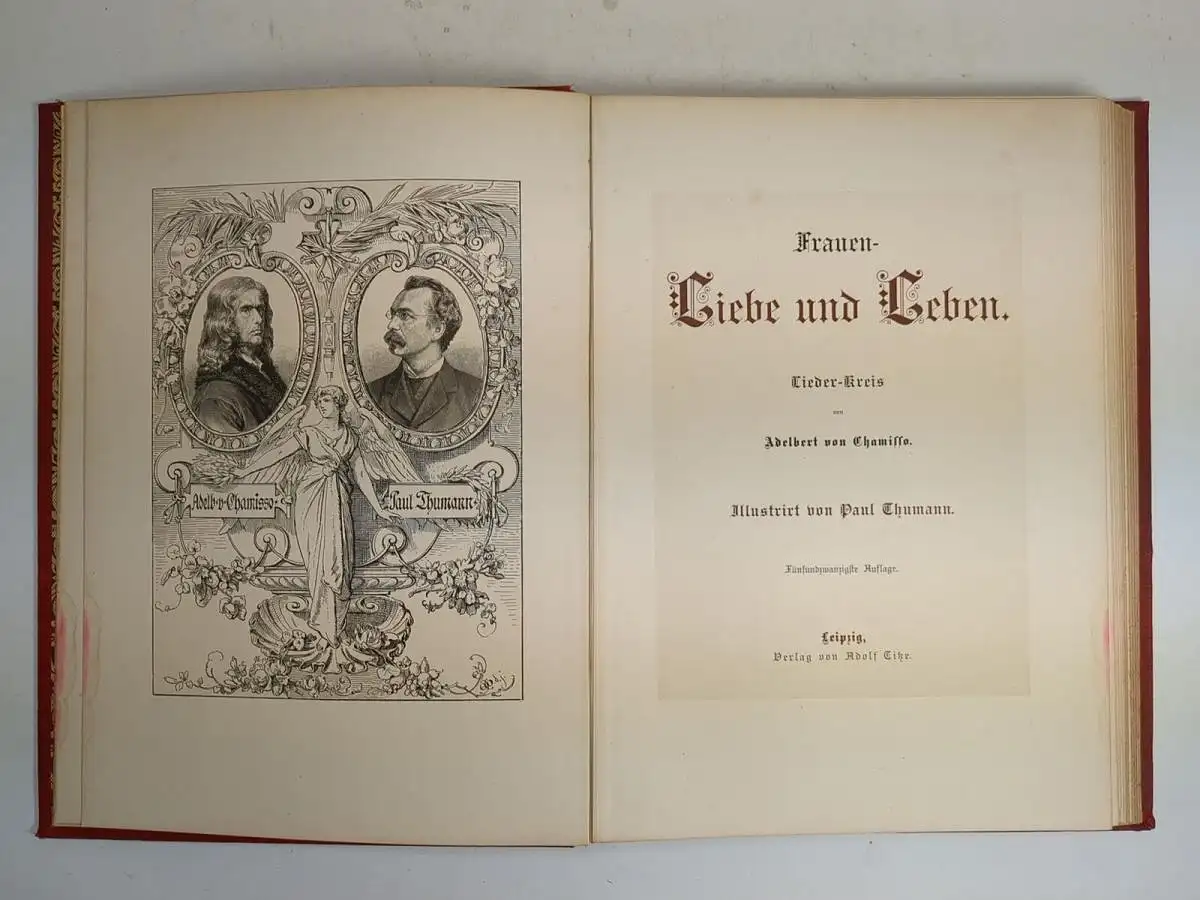 Adelb. v. Chamisso.
Paul Thumann.
Frauen-
Liebe und Leben.
Lieder-Kreis
von
Adelbert von Chamisso.
Illustrirt von Paul Thumann.
Fünfundzwanzigste Auflage.
Leipzig,
Verlag von Adolf Titze.